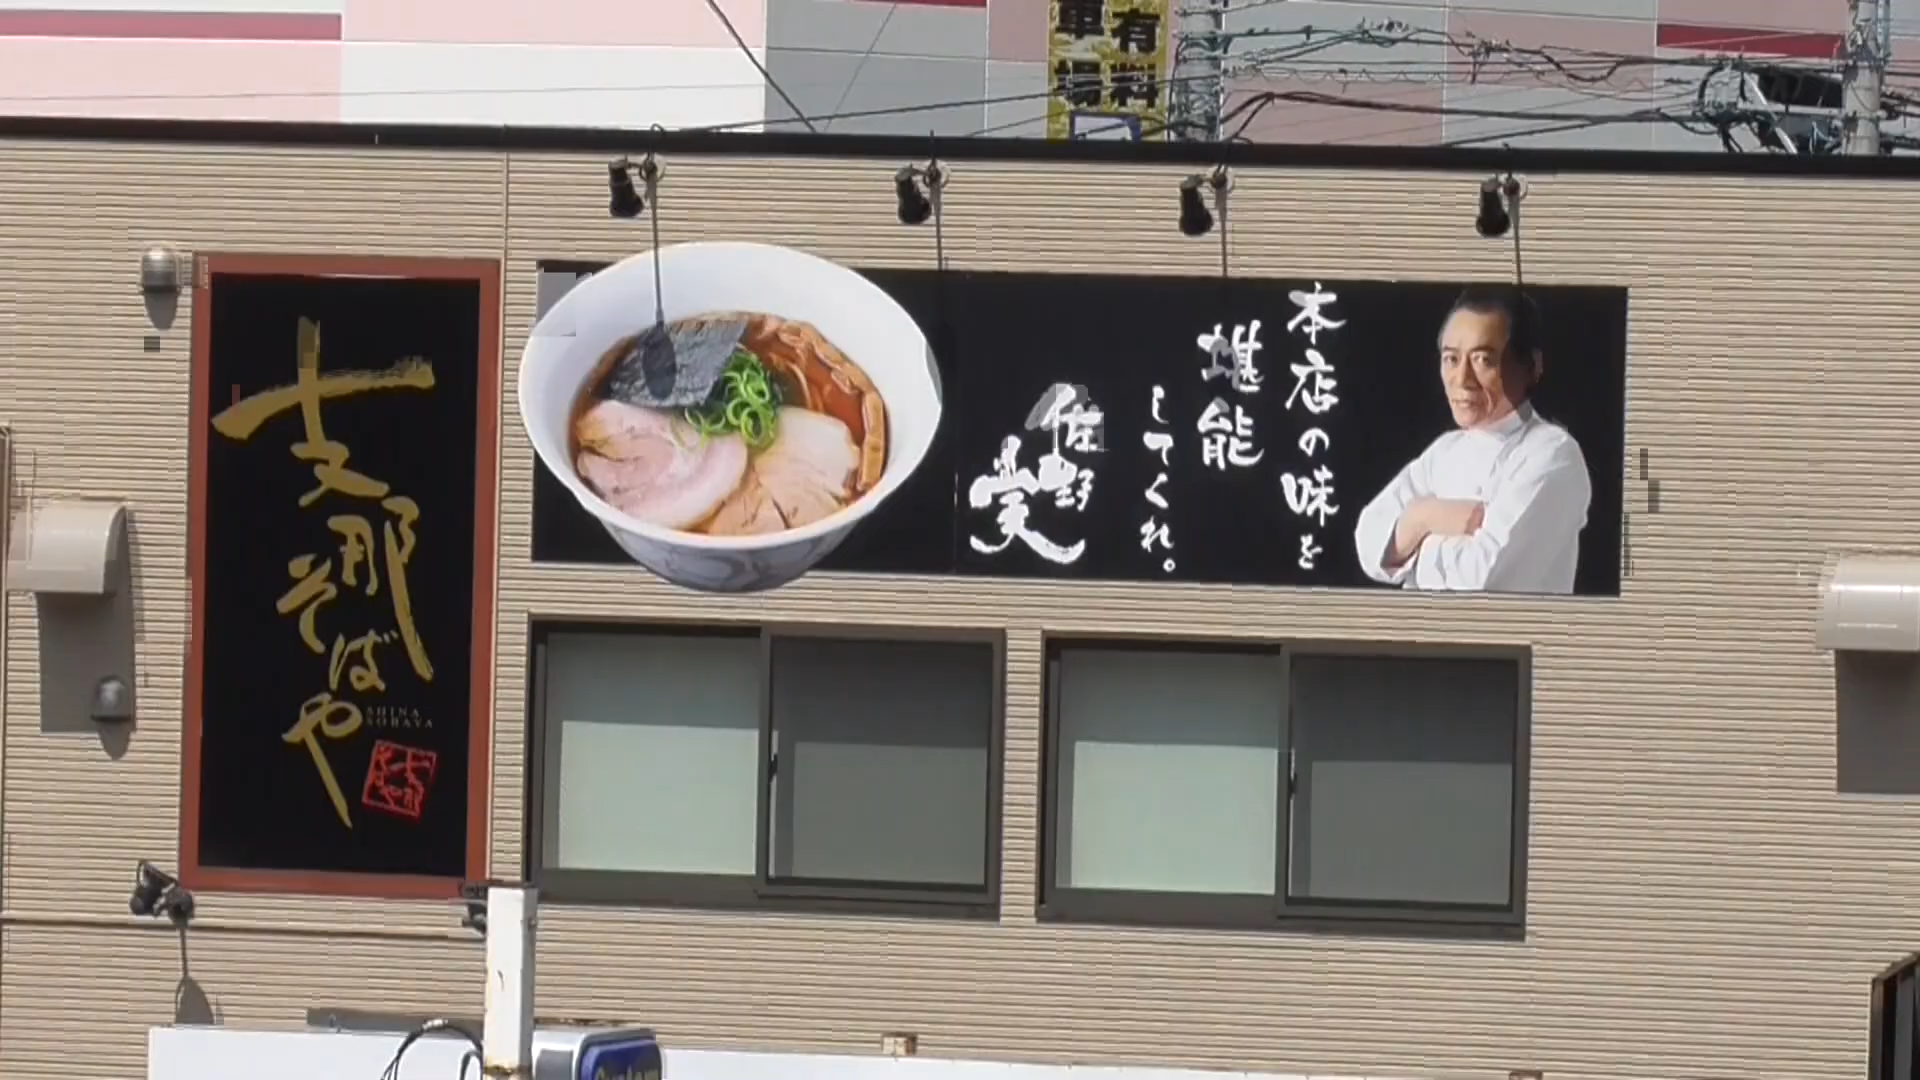 支那そばや
SHINA
SOBAYA
本店の味を
堪能
してくれ。
佐野
実
有料